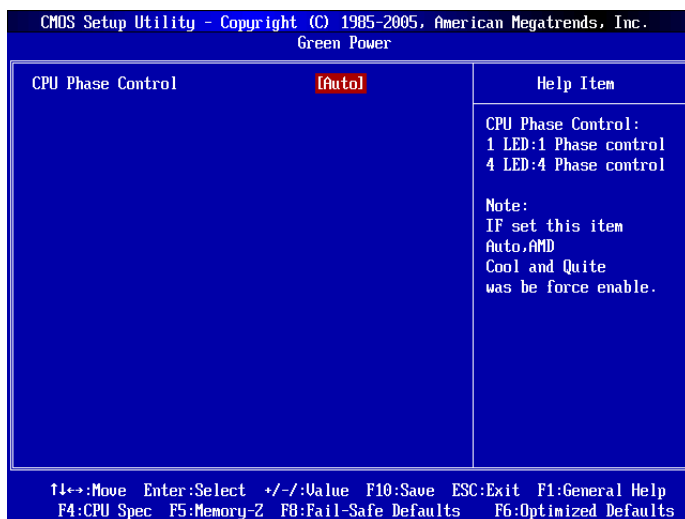 CMOS Setup Utility - Copyright (C) 1985-2005, American Megatrends, Inc.
Green Power
CPU Phase Control [Auto]
Help Item
CPU Phase Control:
1 LED:1 Phase control
4 LED:4 Phase control
Note:
IF set this item
Auto,AMD
Cool and Quite
was be force enable.
↑↓↔:Move Enter:Select +/-/:Value F10:Save ESC:Exit F1:General Help
F4:CPU Spec F5:Memory-Z F8:Fail-Safe Defaults F6:Optimized Defaults